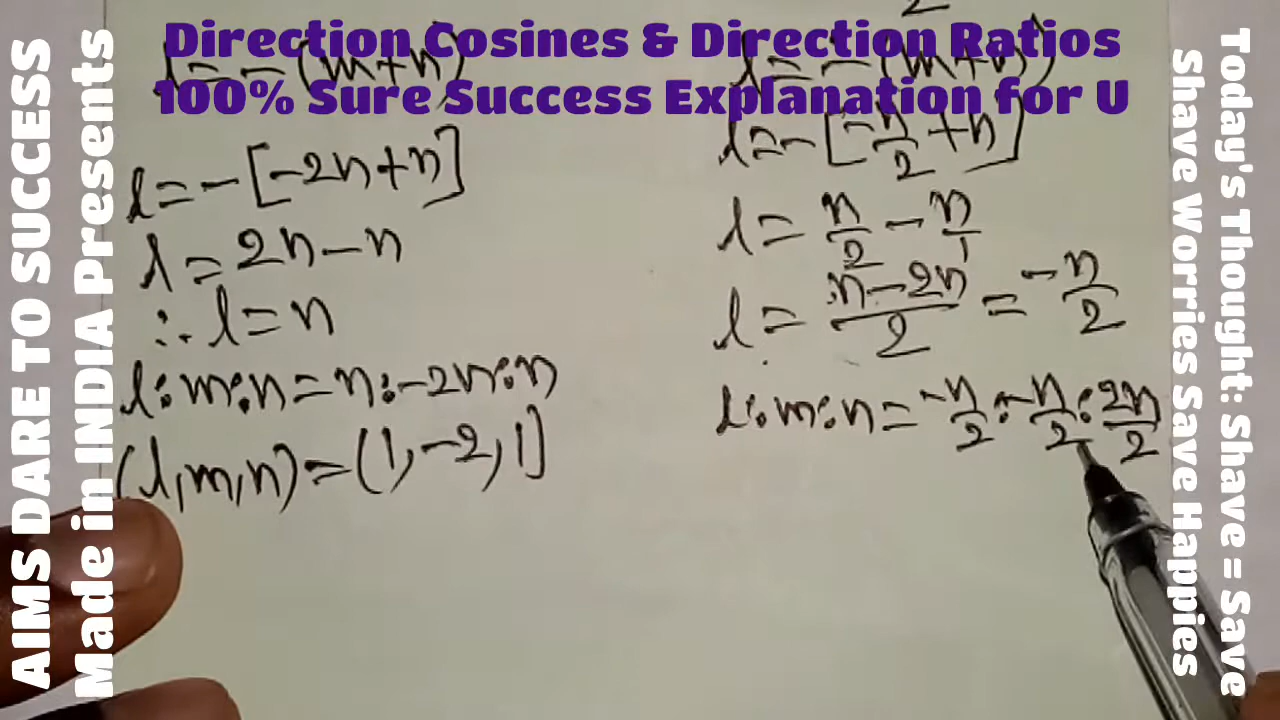 Direction Cosines & Direction Ratios
100% Sure Success Explanation for U
AIMS DARE TO SUCCESS
Made in INDIA Presents
l = -(m+n)
l = -[-2n+n]
l = 2n-n
∴ l = n
l:m:n = n:-2n:n
(l,m,n) = (1,-2,1]
l = -(m+n)
l = -[-n/2+n]
l = n/2 - n/1
l = n-2n/2 = -n/2
l:m:n = -n/2:-n/2:2n/2
Today's Thought: Shave = Save
Shave Worries Save Happies